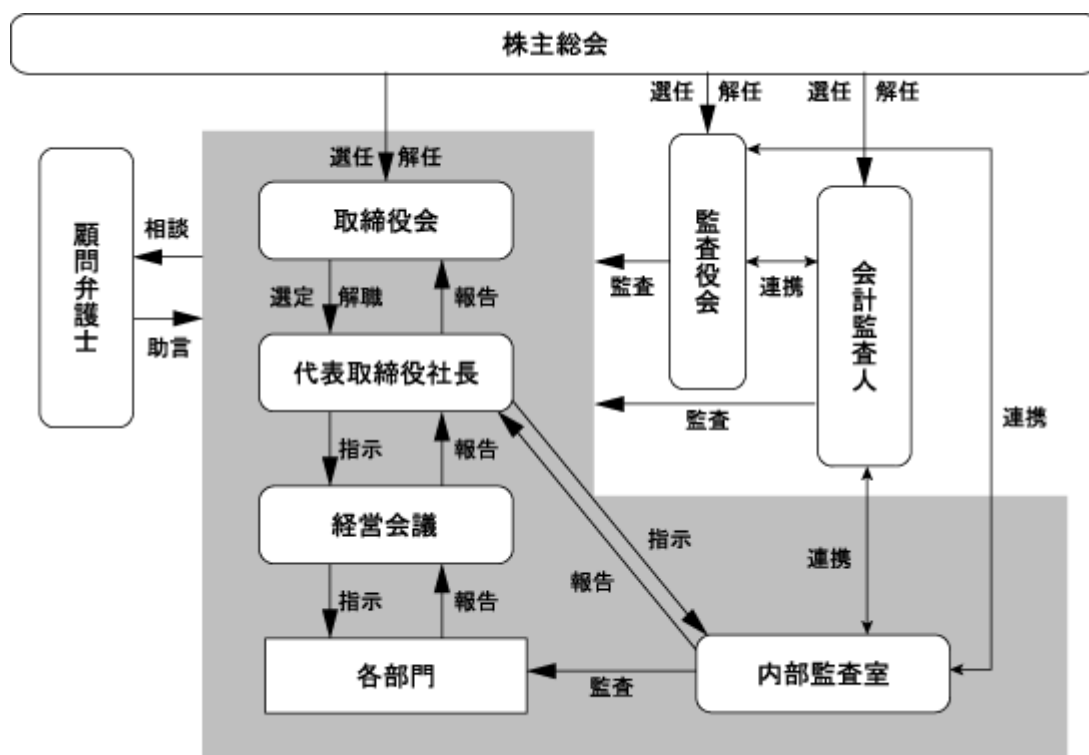 株主総会
選任 解任
選任 解任
選任 解任
顧問弁護士
相談
助言
取締役会
選定 解職
報告
代表取締役社長
指示
報告
経営会議
指示
報告
各部門
監査役会
監査
連携
会計監査人
監査
連携
連携
指示
報告
内部監査室
監査